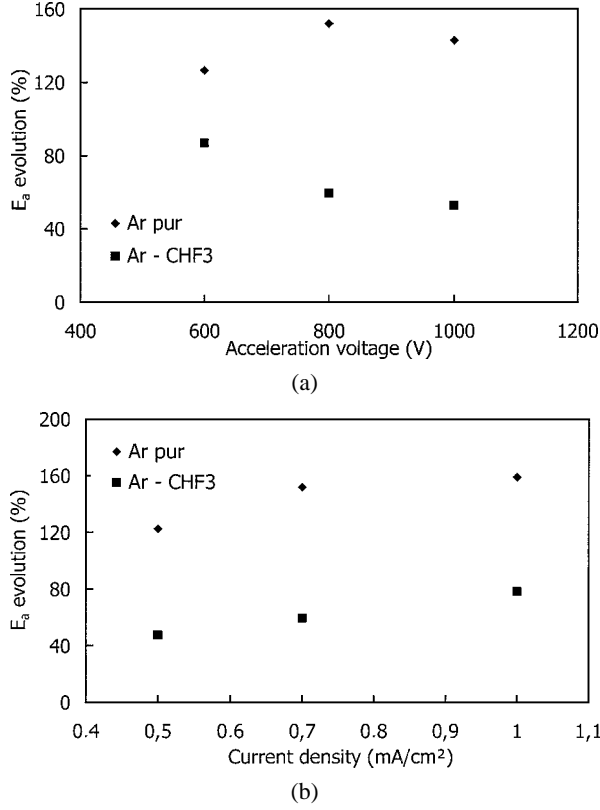 160
120
80
40
0
Ea evolution (%)
Ar pur
Ar - CHF3
400 600 800 1000 1200
Acceleration voltage (V)
(a)
200
160
120
80
40
0
Ea evolution (%)
Ar pur
Ar - CHF3
0.4 0,5 0,6 0,7 0,8 0,9 1 1,1
Current density (mA/cm²)
(b)